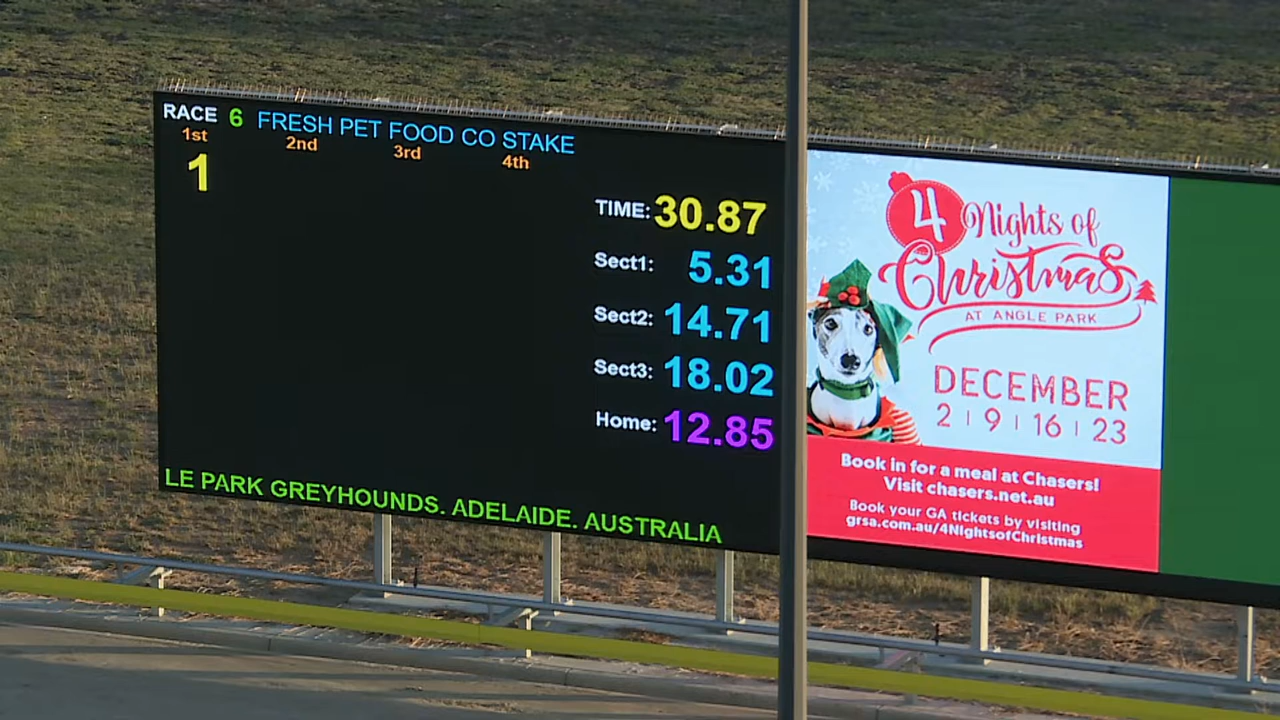 RACE 6 FRESH PET FOOD CO STAKE
1st 2nd 3rd 4th
1
TIME: 30.87
Sect1: 5.31
Sect2: 14.71
Sect3: 18.02
Home: 12.85
LE PARK GREYHOUNDS. ADELAIDE. AUSTRALIA
4 Nights of
Christmas
AT ANGLE PARK
DECEMBER
2 | 9 | 16 | 23
Book in for a meal at Chasers!
Visit chasers.net.au
Book your GA tickets by visiting
grsa.com.au/4NightsofChristmas